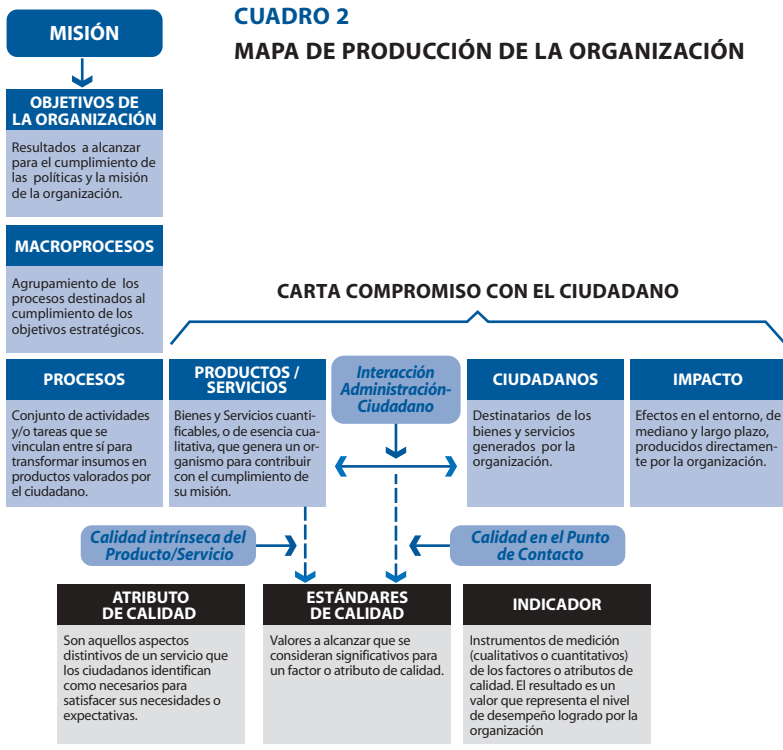 CUADRO 2
MAPA DE PRODUCCIÓN DE LA ORGANIZACIÓN
MISIÓN
OBJETIVOS DE
LA ORGANIZACIÓN
Resultados a alcanzar
para el cumplimiento de
las políticas y la misión
de la organización.
MACROPROCESOS
Agrupamiento de los
procesos destinados al
cumplimiento de los
objetivos estratégicos.
CARTA COMPROMISO CON EL CIUDADANO
PROCESOS
Conjunto de actividades
y/o tareas que se
vinculan entre sí para
transformar insumos en
productos valorados por
el ciudadano.
PRODUCTOS /
SERVICIOS
Bienes y Servicios cuanti-
ficables, o de esencia cua-
litativa, que genera un or-
ganismo para contribuir
con el cumplimiento de
su misión.
Interacción
Administración-
Ciudadano
CIUDADANOS
Destinatarios de los
bienes y servicios
generados por la
organización.
IMPACTO
Efectos en el entorno, de
mediano y largo plazo,
producidos directamen-
te por la organización.
Calidad intrínseca del
Producto/Servicio
Calidad en el Punto
de Contacto
ATRIBUTO
DE CALIDAD
Son aquellos aspectos
distintivos de un servicio que
los ciudadanos identifican
como necesarios para
satisfacer sus necesidades o
expectativas.
ESTÁNDARES
DE CALIDAD
Valores a alcanzar que se
consideran significativos para
un factor o atributo de calidad.
INDICADOR
Instrumentos de medición
(cualitativos o cuantitativos)
de los factores o atributos de
calidad. El resultado es un
valor que representa el nivel
de desempeño logrado por la
organización